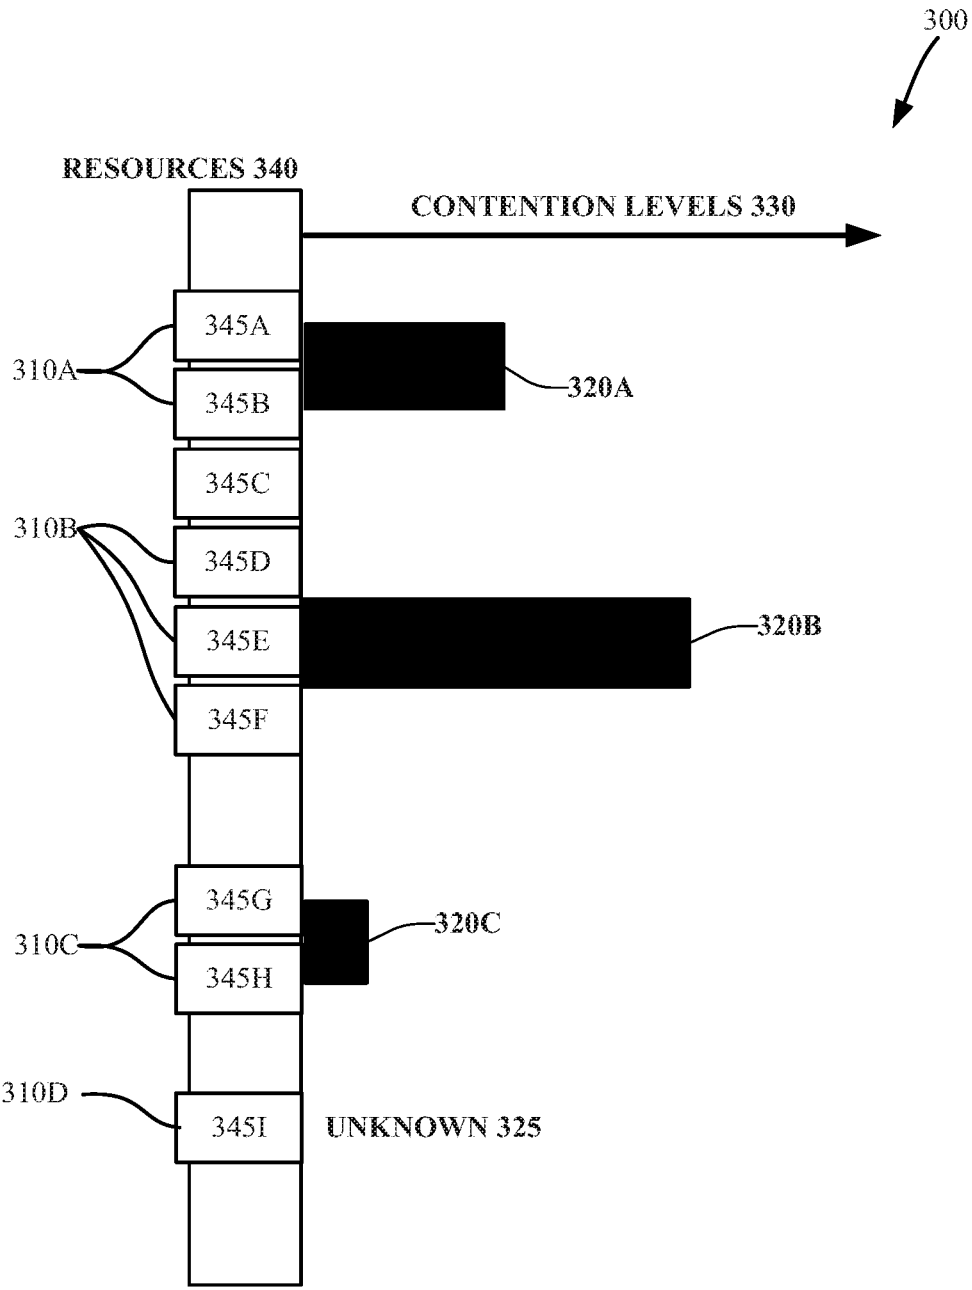 300
RESOURCES 340
CONTENTION LEVELS 330
345A
310A
320A
345B
345C
310B
345D
320B
345E
345F
345G
320C
310C
345H
310D
345I
UNKNOWN 325